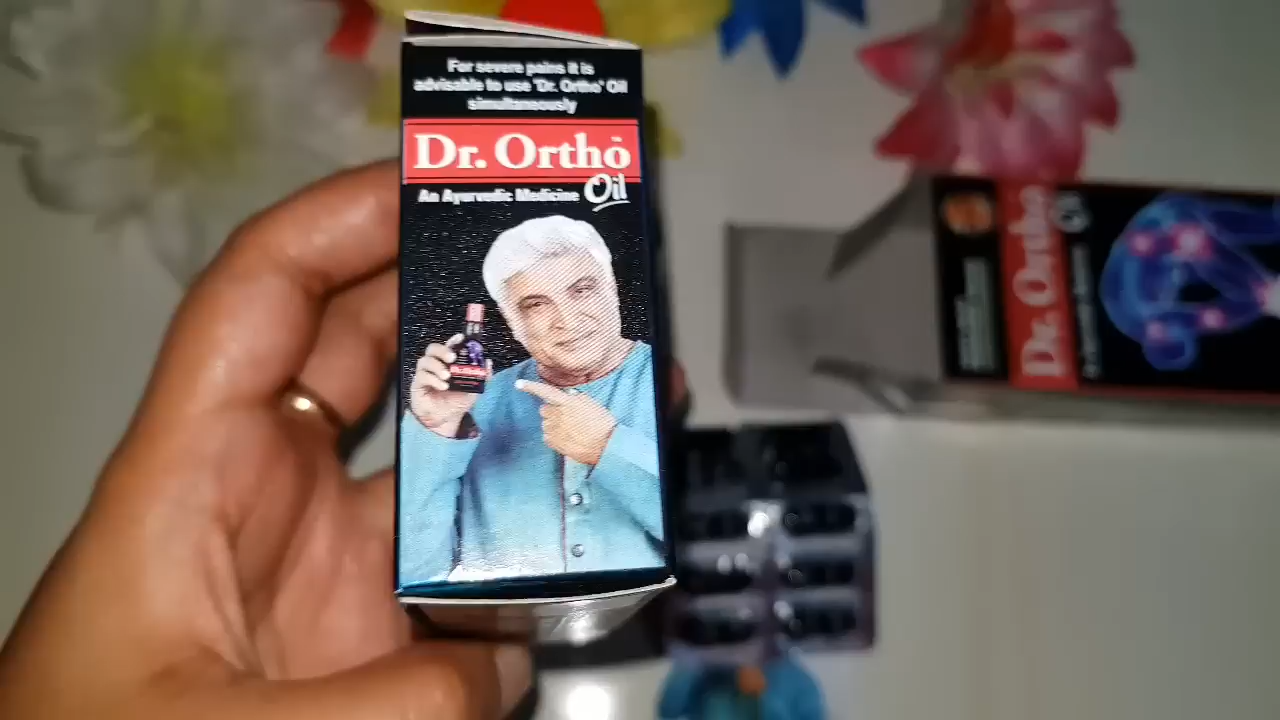 For severe pains it is
advisable to use 'Dr. Ortho' Oil
simultaneously
Dr. Ortho
Oil
An Ayurvedic Medicine
Dr. Ortho
Oil